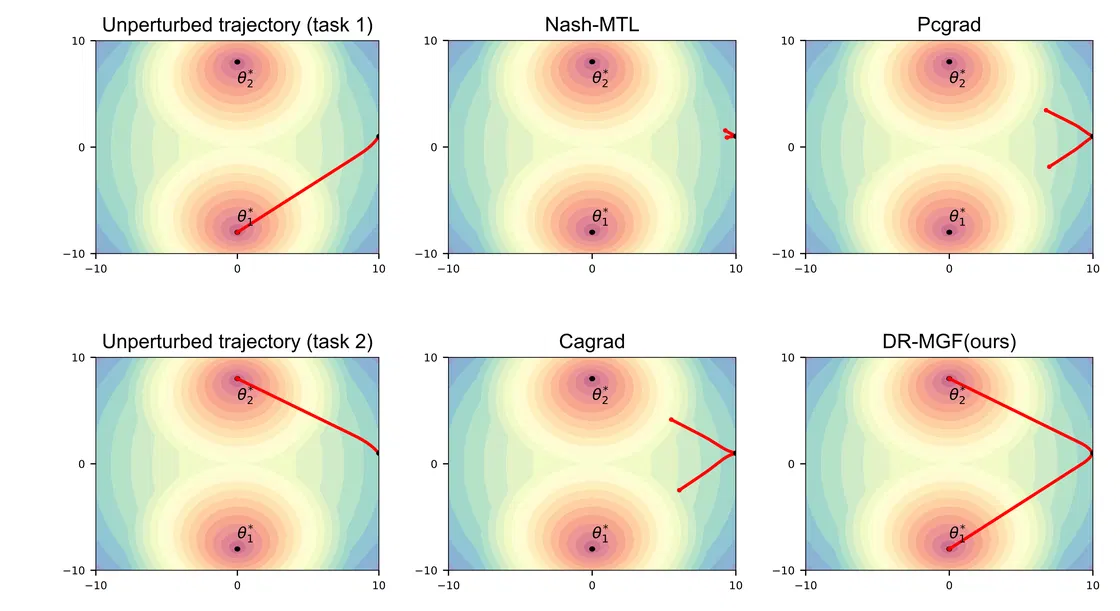 Unperturbed trajectory (task 1)
Nash-MTL
Pcgrad
10
0
−10
−10
0
10
θ₂*
θ₁*
10
0
−10
−10
0
10
θ₂*
θ₁*
10
0
−10
−10
0
10
θ₂*
θ₁*
Unperturbed trajectory (task 2)
Cagrad
DR-MGF(ours)
10
0
−10
−10
0
10
θ₂*
θ₁*
10
0
−10
−10
0
10
θ₂*
θ₁*
10
0
−10
−10
0
10
θ₂*
θ₁*